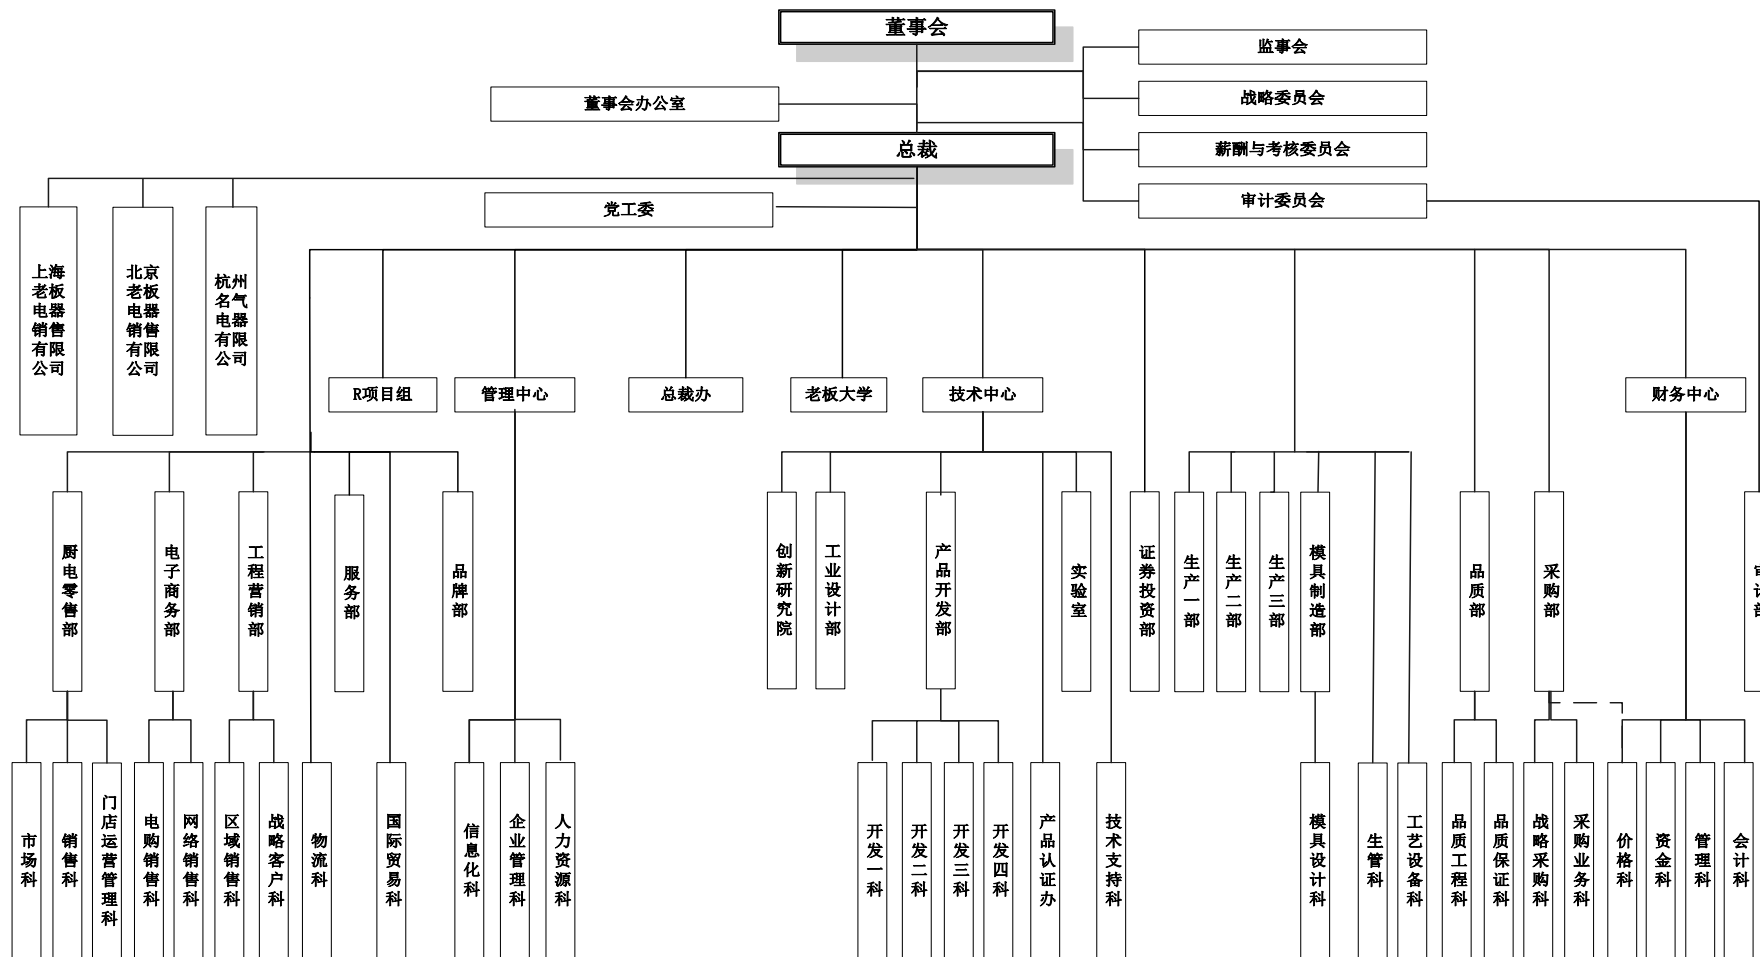 董事会
监事会
董事会办公室
战略委员会
总裁
薪酬与考核委员会
党工委
审计委员会
上海老板电器销售有限公司
北京老板电器销售有限公司
杭州名气电器有限公司
R项目组
管理中心
总裁办
老板大学
技术中心
财务中心
厨电零售部
电子商务部
工程营销部
服务部
品牌部
创新研究院
工业设计部
产品开发部
实验室
证券投资部
生产一部
生产二部
生产三部
模具制造部
品质部
采购部
审计部
市场科
销售科
门店运营管理科
电购销售科
网络销售科
区域销售科
战略客户科
物流科
国际贸易科
信息化科
企业管理科
人力资源科
开发一科
开发二科
开发三科
开发四科
产品认证办
技术支持科
模具设计科
生管科
工艺设备科
品质工程科
品质保证科
战略采购科
采购业务科
价格科
资金科
管理科
会计科